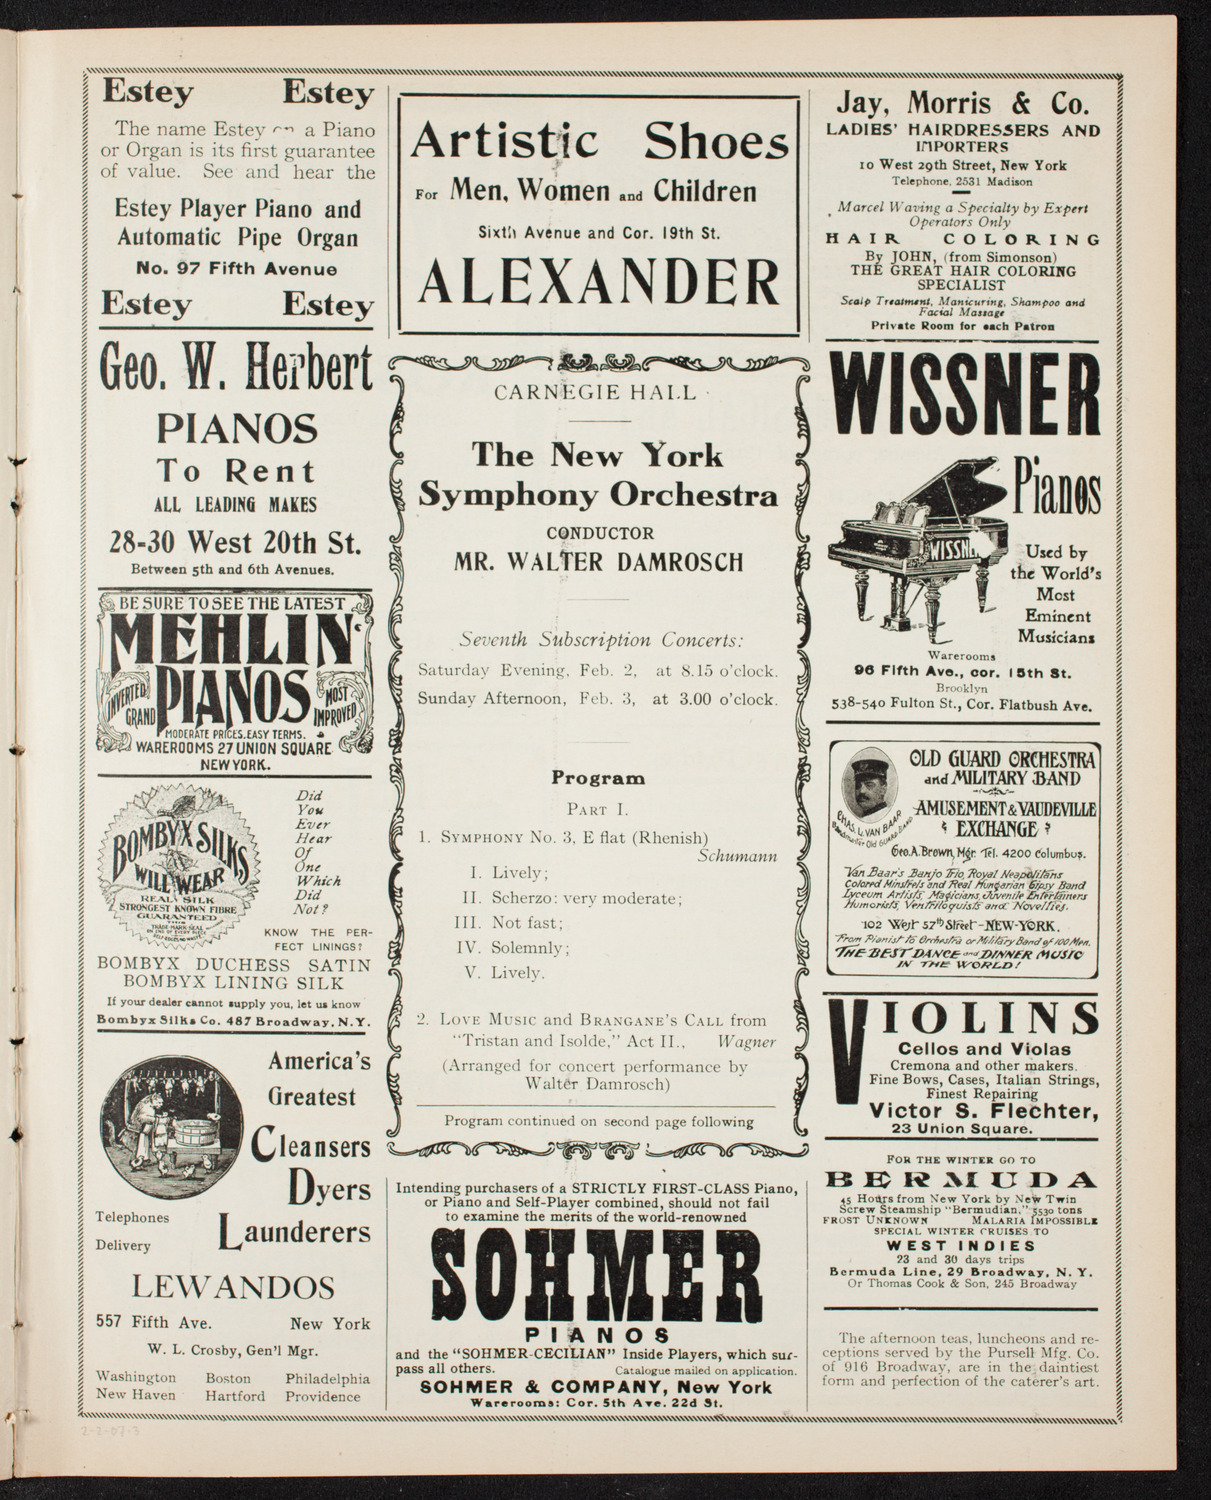 Estey Estey
The name Estey on a Piano
or Organ is its first guarantee
of value. See and hear the
Estey Player Piano and
Automatic Pipe Organ
No. 97 Fifth Avenue
Estey Estey
Geo. W. Herbert
PIANOS
To Rent
ALL LEADING MAKES
28-30 West 20th St.
Between 5th and 6th Avenues.
BE SURE TO SEE THE LATEST
MEHLIN
PIANOS
INVERTED
GRAND
MOST
IMPROVED
MODERATE PRICES. EASY TERMS.
WAREROOMS 27 UNION SQUARE
NEW YORK.
BOMBYX SILKS
WILL WEAR
REAL SILK
STRONGEST KNOWN FIBRE
GUARANTEED
Did
You
Ever
Hear
Of
One
Which
Did
Not?
KNOW THE PER-
FECT LININGS?
BOMBYX DUCHESS SATIN
BOMBYX LINING SILK
If your dealer cannot supply you, let us know
Bombyx Silks Co. 487 Broadway, N.Y.
America's
Greatest
Cleansers
Dyers
Launderers
Telephones
Delivery
LEWANDOS
557 Fifth Ave. New York
W. L. Crosby, Gen'l Mgr.
Washington Boston Philadelphia
New Haven Hartford Providence
Artistic Shoes
For Men, Women and Children
Sixth Avenue and Cor. 19th St.
ALEXANDER
CARNEGIE HALL
The New York
Symphony Orchestra
CONDUCTOR
MR. WALTER DAMROSCH
Seventh Subscription Concerts:
Saturday Evening, Feb. 2, at 8.15 o'clock.
Sunday Afternoon, Feb. 3, at 3.00 o'clock.
Program
PART I.
1. SYMPHONY No. 3, E flat (Rhenish)
Schumann
I. Lively;
II. Scherzo: very moderate;
III. Not fast;
IV. Solemnly;
V. Lively.
2. LOVE MUSIC and BRANGANE'S CALL from
"Tristan and Isolde," Act II., Wagner
(Arranged for concert performance by
Walter Damrosch)
Program continued on second page following
Intending purchasers of a STRICTLY FIRST-CLASS Piano,
or Piano and Self-Player combined, should not fail
to examine the merits of the world-renowned
SOHMER
PIANOS
and the "SOHMER-CECILIAN" Inside Players, which sur-
pass all others. Catalogue mailed on application.
SOHMER & COMPANY, New York
Warerooms: Cor. 5th Ave. 22d St.
Jay, Morris & Co.
LADIES' HAIRDRESSERS AND
IMPORTERS
10 West 29th Street, New York
Telephone, 2531 Madison
Marcel Waving a Specialty by Expert
Operators Only
HAIR COLORING
By JOHN, (from Simonson)
THE GREAT HAIR COLORING
SPECIALIST
Scalp Treatment, Manicuring, Shampoo and
Facial Massage
Private Room for each Patron
WISSNER
Pianos
WISSNER
Used by
the World's
Most
Eminent
Musicians
Warerooms
96 Fifth Ave., cor. 15th St.
Brooklyn
538-540 Fulton St., Cor. Flatbush Ave.
OLD GUARD ORCHESTRA
and MILITARY BAND
AMUSEMENT & VAUDEVILLE
EXCHANGE
CHAS. L. VAN BAAR
Bandmaster Old Guard Band
Geo. A. Brown, Mgr. Tel. 4200 Columbus.
Van Baar's Banjo Trio, Royal Neapolitans
Colored Minstrels and Real Hungarian Gipsy Band
Lyceum Artists, Magicians, Juvenile Entertainers
Humorists, Ventriloquists and Novelties.
102 West 57th Street-NEW-YORK.
From Pianist to Orchestra or Military Band of 100 Men.
THE BEST DANCE and DINNER MUSIC
IN THE WORLD!
VIOLINS
Cellos and Violas
Cremona and other makers.
Fine Bows, Cases, Italian Strings,
Finest Repairing
Victor S. Flechter,
23 Union Square.
FOR THE WINTER GO TO
BERMUDA
45 Hours from New York by New Twin
Screw Steamship "Bermudian," 5530 tons
FROST UNKNOWN MALARIA IMPOSSIBLE
SPECIAL WINTER CRUISES TO
WEST INDIES
23 and 30 days trips
Bermuda Line, 29 Broadway, N. Y.
Or Thomas Cook & Son, 245 Broadway
The afternoon teas, luncheons and re-
ceptions served by the Pursell Mfg. Co.
of 916 Broadway, are in the daintiest
form and perfection of the caterer's art.
2-2-07-3